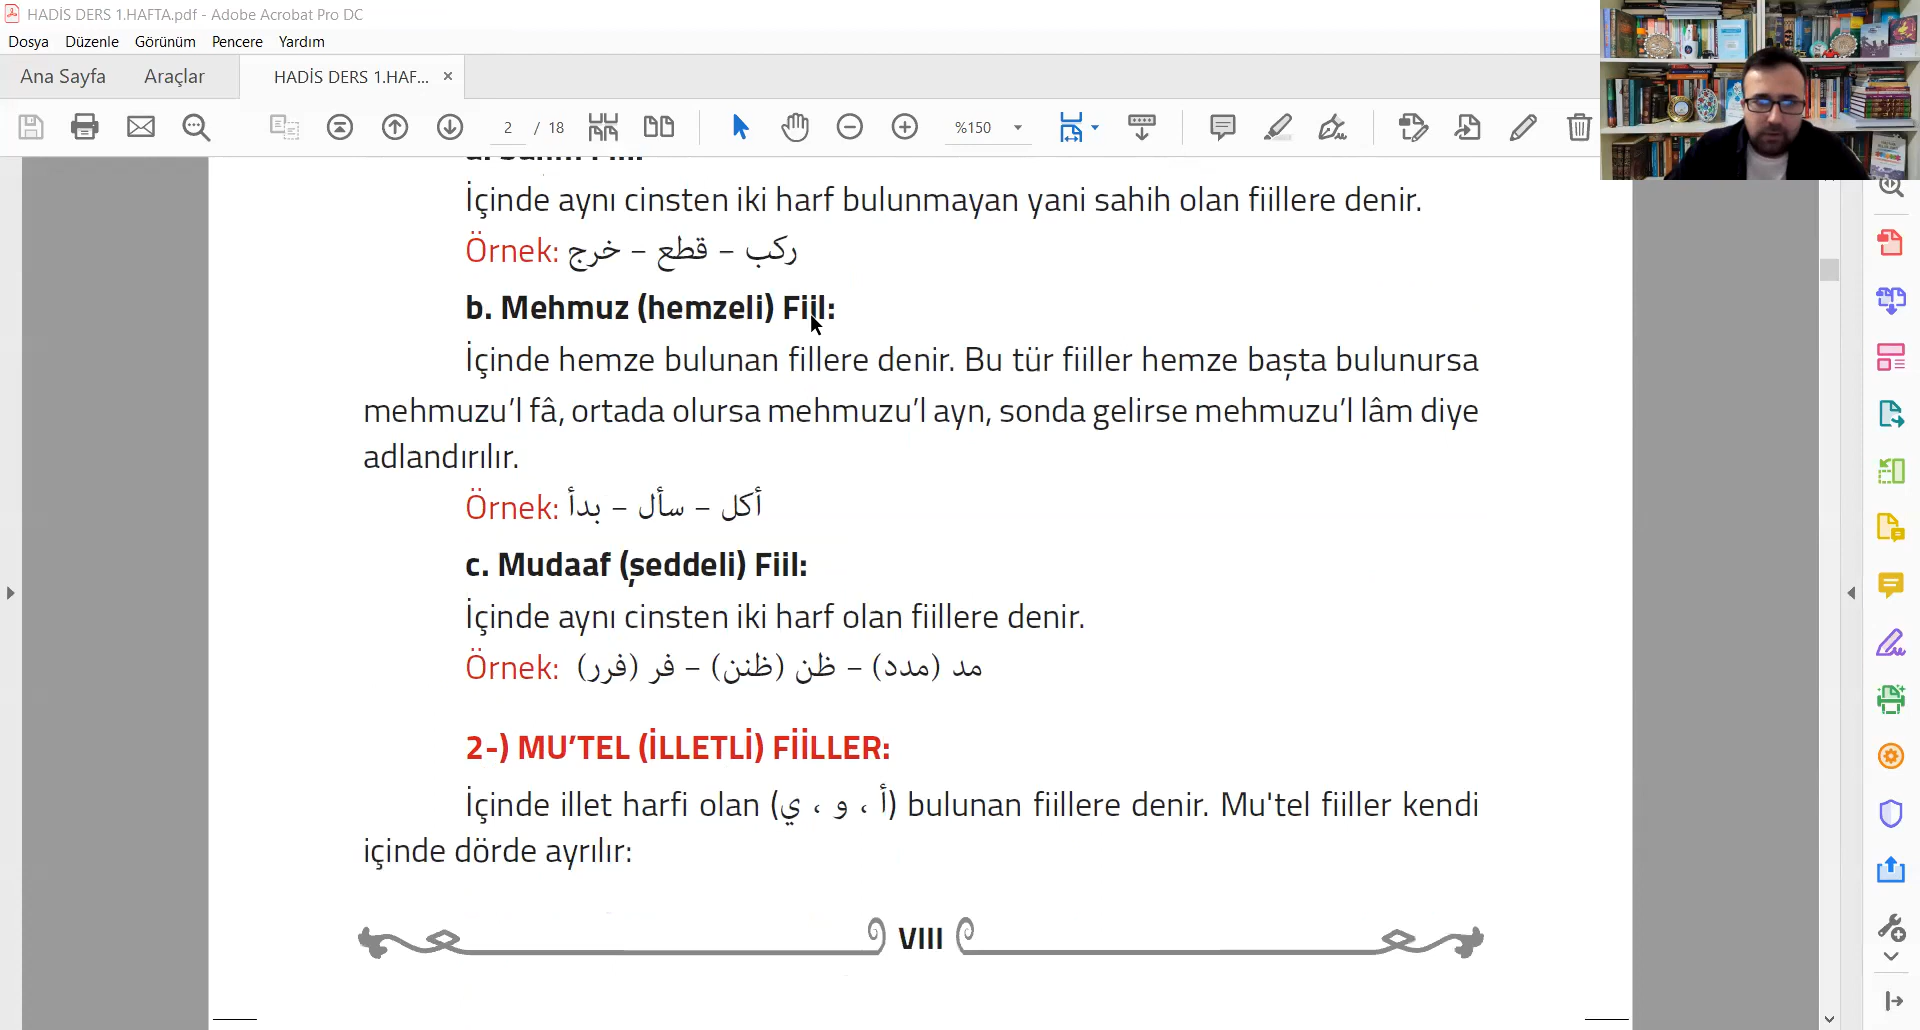 HADİS DERS 1.HAFTA.pdf - Adobe Acrobat Pro DC
Dosya Düzenle Görünüm Pencere Yardım
Ana Sayfa Araçlar HADİS DERS 1.HAF... ×
2 / 18 %150
İçinde aynı cinsten iki harf bulunmayan yani sahih olan fiillere denir.
Örnek: ركب – قطع – خرج
b. Mehmuz (hemzeli) Fiil:
İçinde hemze bulunan fillere denir. Bu tür fiiller hemze başta bulunursa
mehmuzu’l fâ, ortada olursa mehmuzu’l ayn, sonda gelirse mehmuzu’l lâm diye
adlandırılır.
Örnek: أكل – سأل – بدأ
c. Mudaaf (şeddeli) Fiil:
İçinde aynı cinsten iki harf olan fiillere denir.
Örnek: مد (مدد) – ظن (ظنن) – فر (فرر)
2-) MU’TEL (İLLETLİ) FİİLLER:
İçinde illet harfi olan (أ ، و ، ي) bulunan fiillere denir. Mu'tel fiiller kendi
içinde dörde ayrılır:
VIII